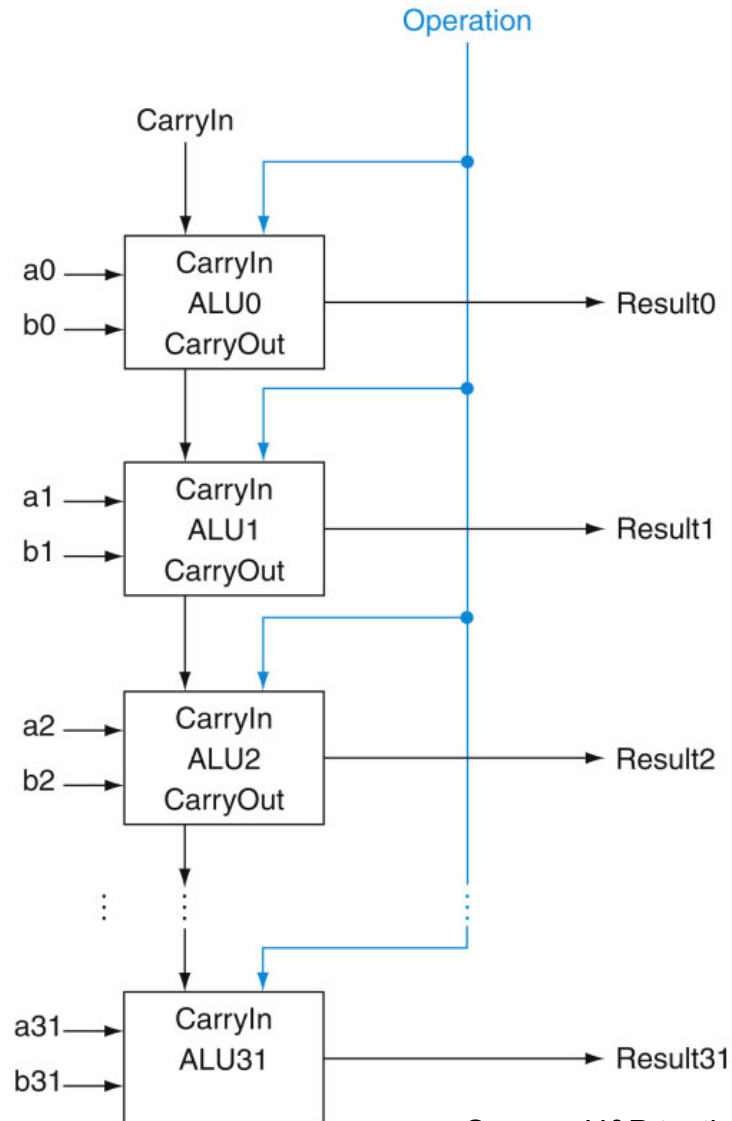 Operation
CarryIn
a0
b0
CarryIn
ALU0
CarryOut
Result0
a1
b1
CarryIn
ALU1
CarryOut
Result1
a2
b2
CarryIn
ALU2
CarryOut
Result2
a31
b31
CarryIn
ALU31
Result31